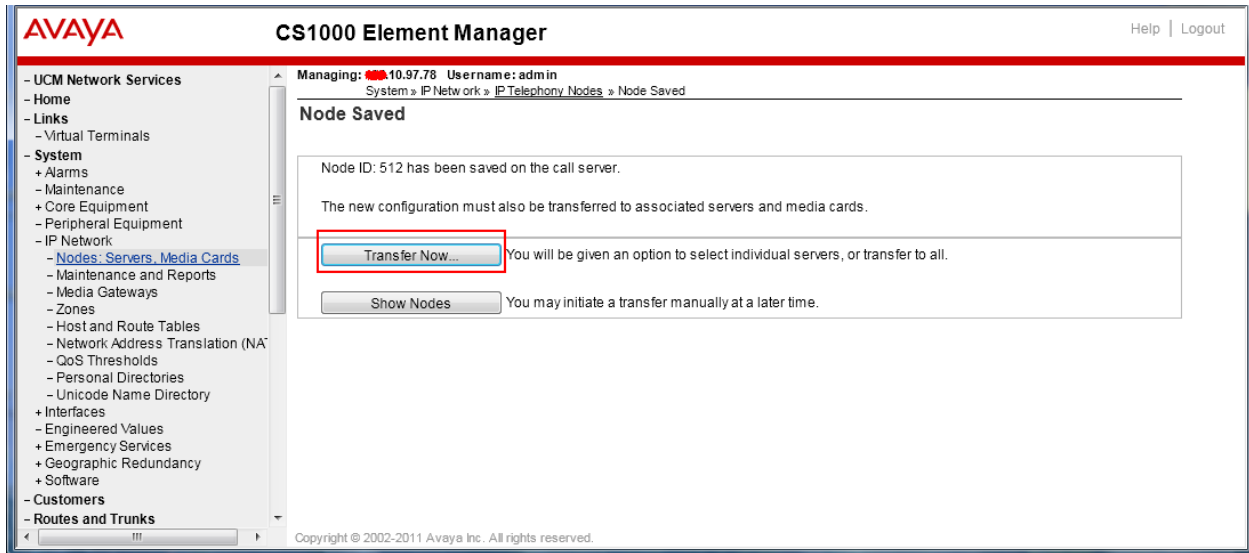 AVAYA
CS1000 Element Manager
Help | Logout
– UCM Network Services
– Home
– Links
– Virtual Terminals
– System
+ Alarms
– Maintenance
+ Core Equipment
– Peripheral Equipment
– IP Network
– Nodes: Servers, Media Cards
– Maintenance and Reports
– Media Gateways
– Zones
– Host and Route Tables
– Network Address Translation (NA
– QoS Thresholds
– Personal Directories
– Unicode Name Directory
+ Interfaces
– Engineered Values
+ Emergency Services
+ Geographic Redundancy
+ Software
– Customers
– Routes and Trunks
Managing: .10.97.78 Username: admin
System » IP Network » IP Telephony Nodes » Node Saved
Node Saved
Node ID: 512 has been saved on the call server.
The new configuration must also be transferred to associated servers and media cards.
Transfer Now... You will be given an option to select individual servers, or transfer to all.
Show Nodes You may initiate a transfer manually at a later time.
Copyright © 2002-2011 Avaya Inc. All rights reserved.